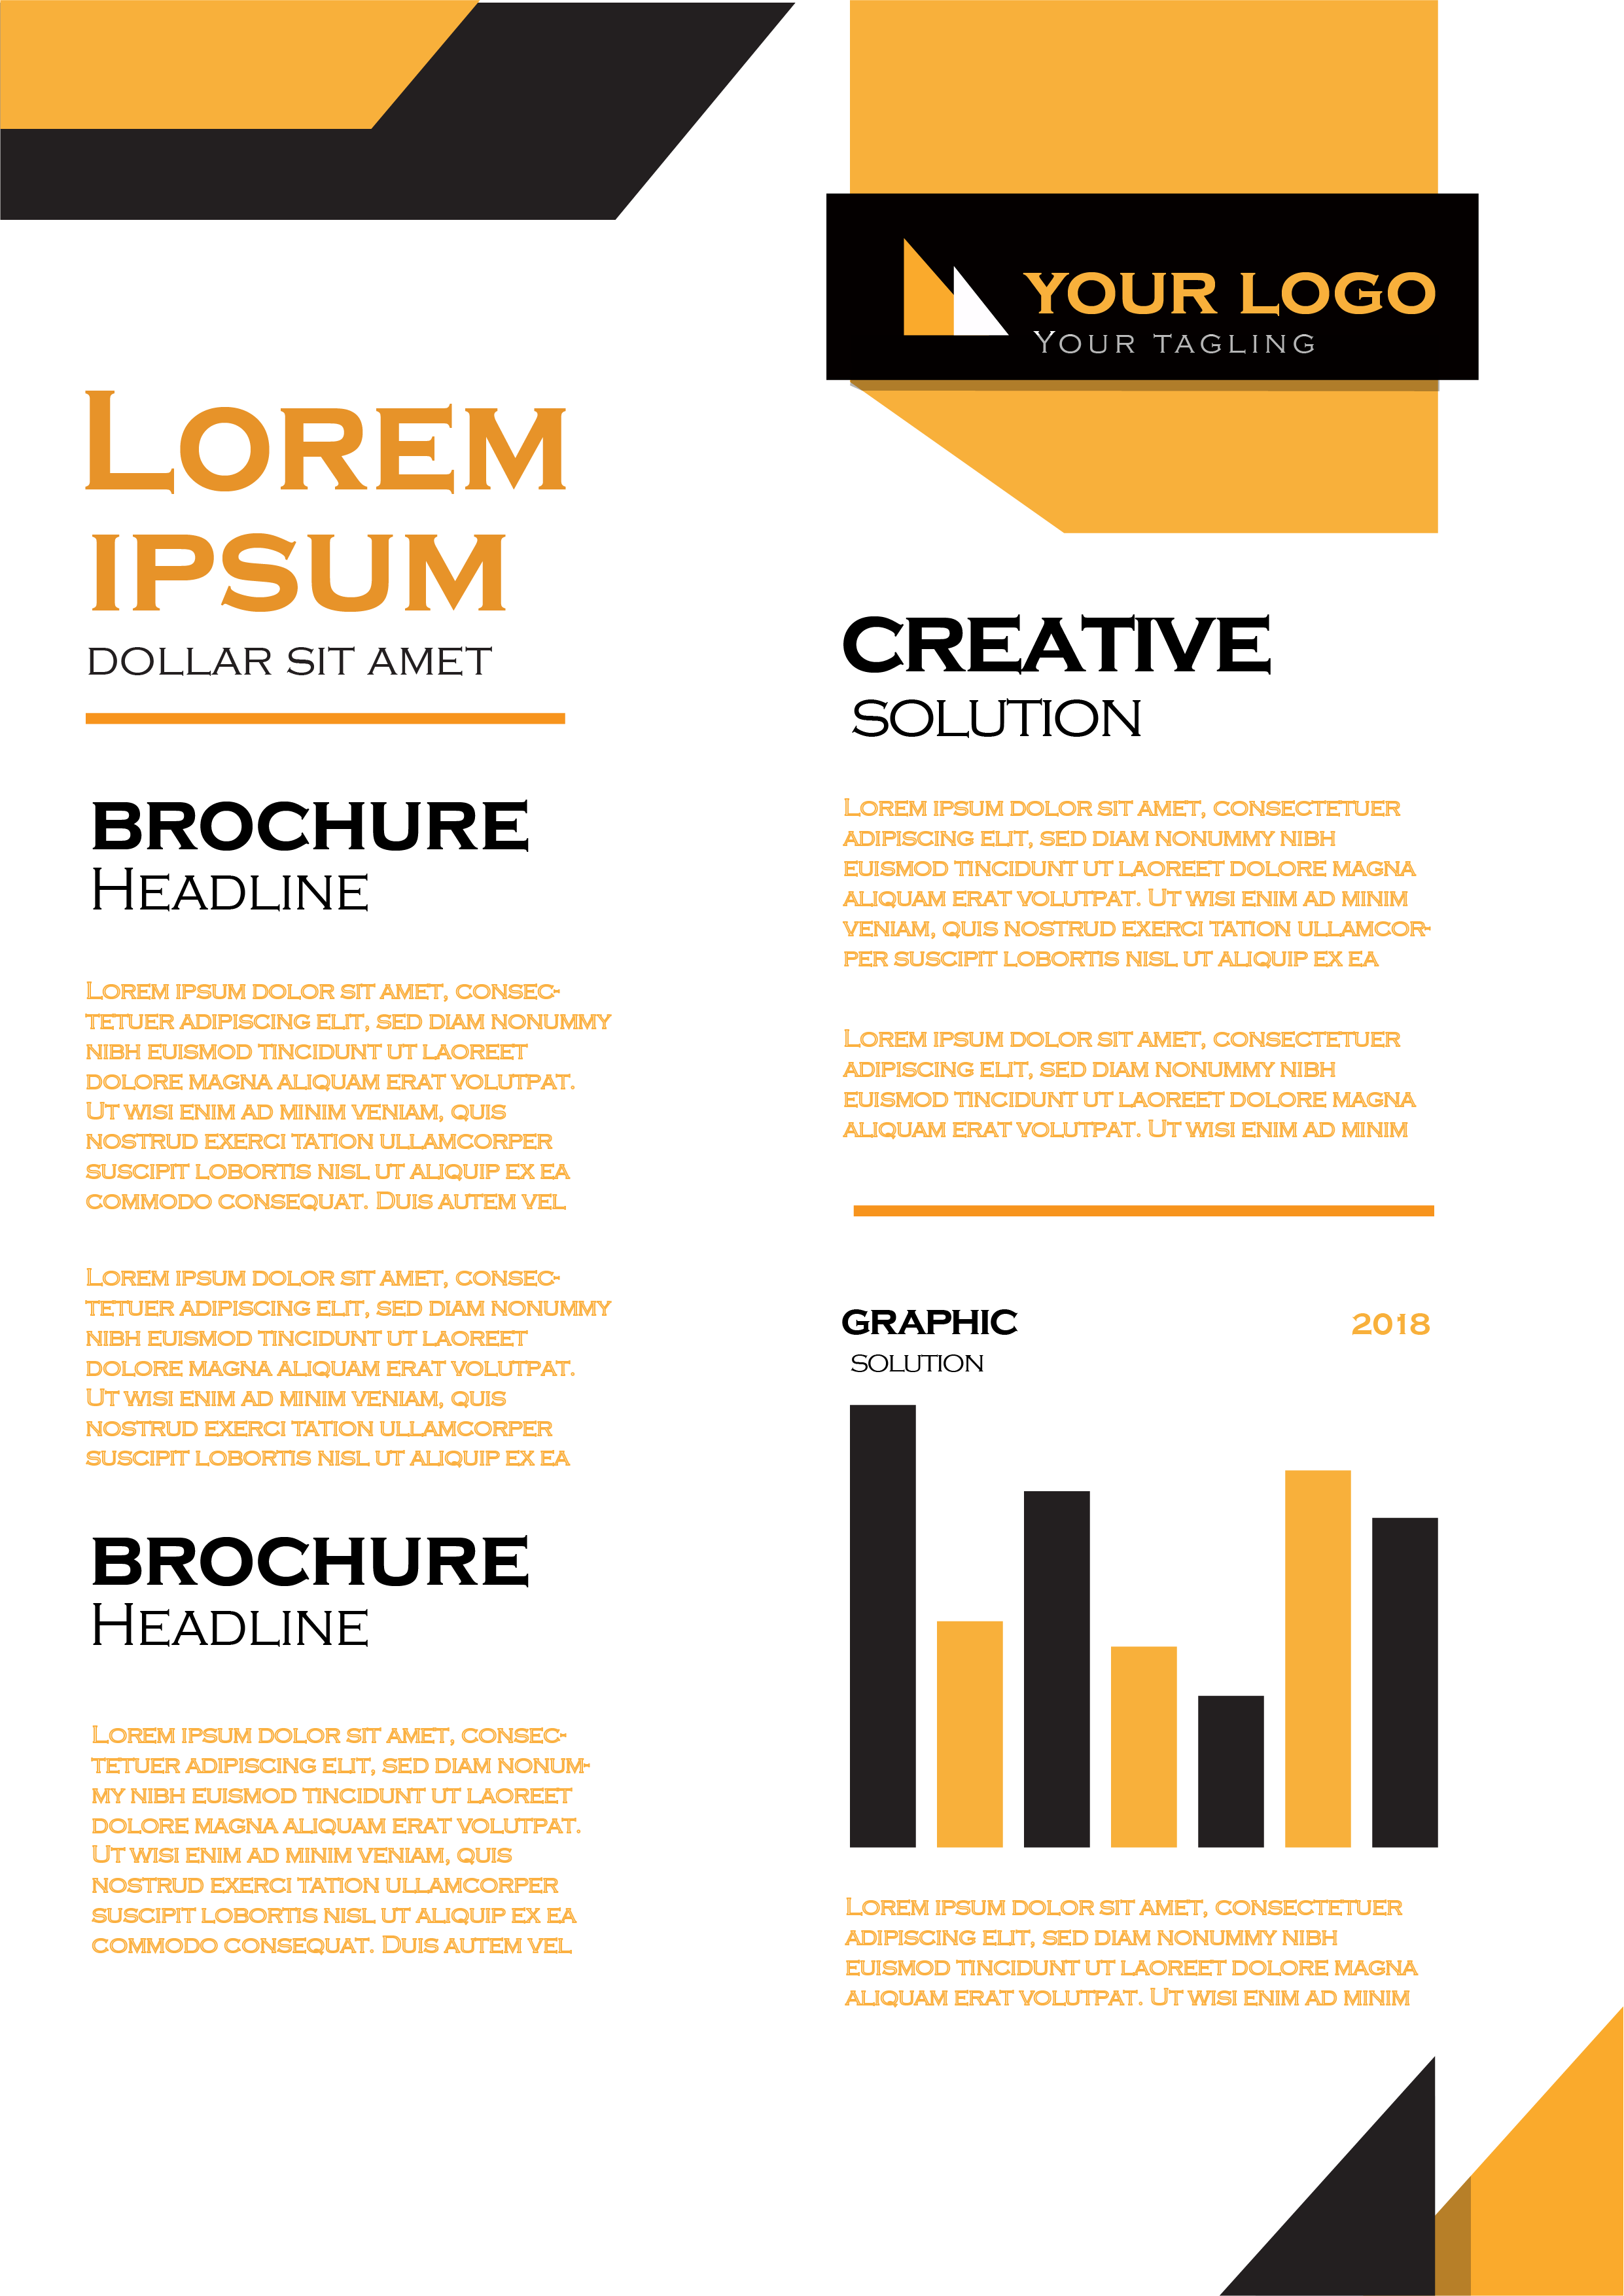 Lorem
ipsum
dollar sit amet
BROCHURE
Headline
Lorem ipsum dolor sit amet, consec-
tetuer adipiscing elit, sed diam nonummy
nibh euismod tincidunt ut laoreet
dolore magna aliquam erat volutpat.
Ut wisi enim ad minim veniam, quis
nostrud exerci tation ullamcorper
suscipit lobortis nisl ut aliquip ex ea
commodo consequat. Duis autem vel
Lorem ipsum dolor sit amet, consec-
tetuer adipiscing elit, sed diam nonummy
nibh euismod tincidunt ut laoreet
dolore magna aliquam erat volutpat.
Ut wisi enim ad minim veniam, quis
nostrud exerci tation ullamcorper
suscipit lobortis nisl ut aliquip ex ea
BROCHURE
Headline
Lorem ipsum dolor sit amet, consec-
tetuer adipiscing elit, sed diam nonum-
my nibh euismod tincidunt ut laoreet
dolore magna aliquam erat volutpat.
Ut wisi enim ad minim veniam, quis
nostrud exerci tation ullamcorper
suscipit lobortis nisl ut aliquip ex ea
commodo consequat. Duis autem vel
YOUR LOGO
Your tagling
CREATIVE
SOLUTION
Lorem ipsum dolor sit amet, consectetuer
adipiscing elit, sed diam nonummy nibh
euismod tincidunt ut laoreet dolore magna
aliquam erat volutpat. Ut wisi enim ad minim
veniam, quis nostrud exerci tation ullamcor-
per suscipit lobortis nisl ut aliquip ex ea
Lorem ipsum dolor sit amet, consectetuer
adipiscing elit, sed diam nonummy nibh
euismod tincidunt ut laoreet dolore magna
aliquam erat volutpat. Ut wisi enim ad minim
GRAPHIC 2018
SOLUTION
Lorem ipsum dolor sit amet, consectetuer
adipiscing elit, sed diam nonummy nibh
euismod tincidunt ut laoreet dolore magna
aliquam erat volutpat. Ut wisi enim ad minim